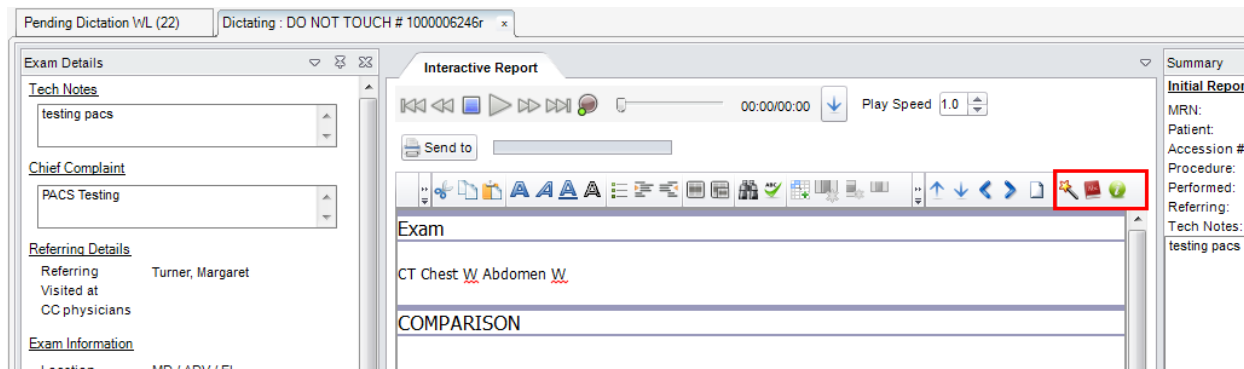 Pending Dictation WL (22)
Dictating : DO NOT TOUCH # 1000006246r
Exam Details
Tech Notes
testing pacs
Chief Complaint
PACS Testing
Referring Details
Referring Turner, Margaret
Visited at
CC physicians
Exam Information
Interactive Report
00:00/00:00
Play Speed 1.0
Send to
Exam
CT Chest W Abdomen W
COMPARISON
Summary
Initial Repor
MRN:
Patient:
Accession #
Procedure:
Performed:
Referring:
Tech Notes:
testing pacs